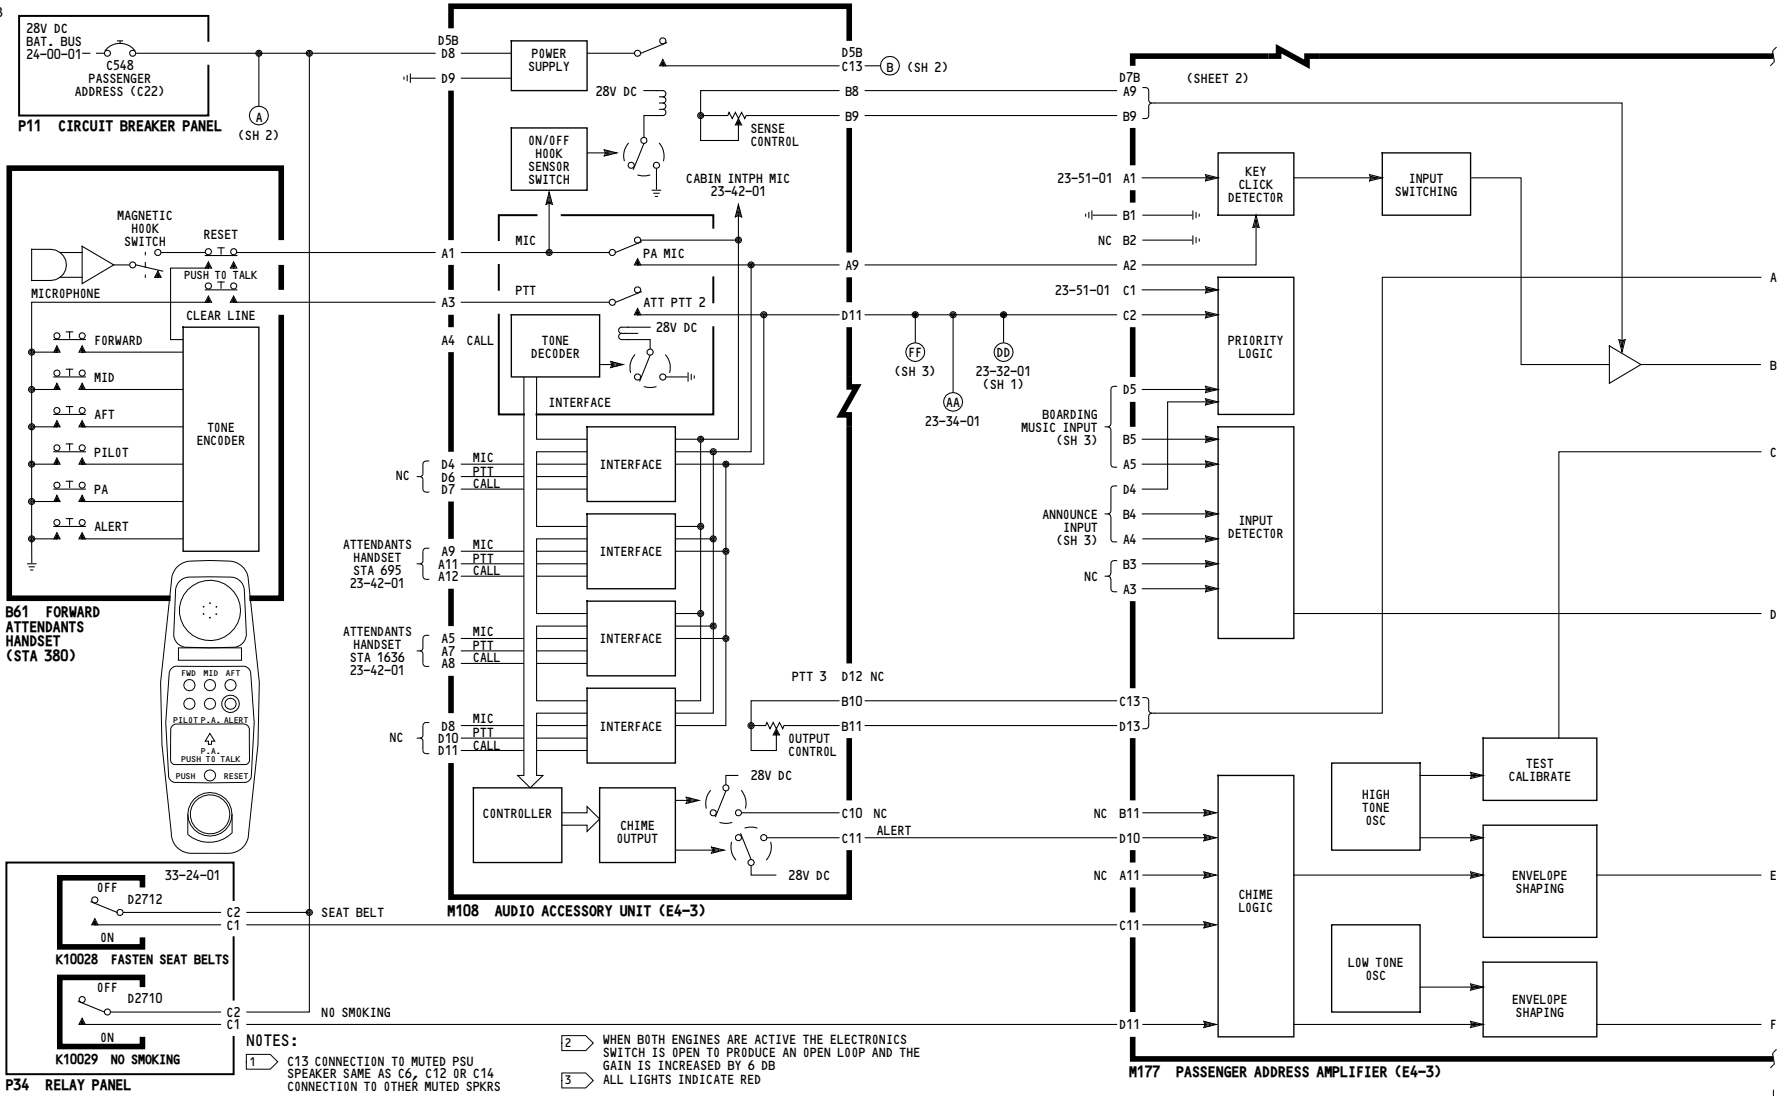 28V DC
BAT. BUS
24-00-01
C548
PASSENGER
ADDRESS (C22)
P11 CIRCUIT BREAKER PANEL
A
(SH 2)
D5B
D8
D9
POWER
SUPPLY
28V DC
D5B
C13
B
(SH 2)
B8
B9
SENSE
CONTROL
ON/OFF
HOOK
SENSOR
SWITCH
CABIN INTPH MIC
23-42-01
MAGNETIC
HOOK
SWITCH
RESET
PUSH TO TALK
MICROPHONE
CLEAR LINE
FORWARD
MID
AFT
PILOT
PA
ALERT
TONE
ENCODER
B61 FORWARD
ATTENDANTS
HANDSET
(STA 380)
FWD MID AFT
PILOT P.A. ALERT
P.A.
PUSH TO TALK
PUSH RESET
A1
MIC
PA MIC
A9
A3
PTT
ATT PTT 2
D11
A4 CALL
TONE
DECODER
28V DC
INTERFACE
NC
D4 MIC
D6 PTT
D7 CALL
INTERFACE
ATTENDANTS
HANDSET
STA 695
23-42-01
A9 MIC
A11 PTT
A12 CALL
INTERFACE
ATTENDANTS
HANDSET
STA 1636
23-42-01
A5 MIC
A7 PTT
A8 CALL
INTERFACE
NC
D8 MIC
D10 PTT
D11 CALL
INTERFACE
PTT 3 D12 NC
B10
B11
OUTPUT
CONTROL
28V DC
CONTROLLER
CHIME
OUTPUT
C10 NC
C11 ALERT
28V DC
M108 AUDIO ACCESSORY UNIT (E4-3)
FF
(SH 3)
AA
23-34-01
DD
23-32-01
(SH 1)
D7B
(SHEET 2)
A9
B9
23-51-01 A1
B1
NC B2
A2
23-51-01 C1
C2
KEY
CLICK
DETECTOR
INPUT
SWITCHING
PRIORITY
LOGIC
BOARDING
MUSIC INPUT
(SH 3)
D5
B5
A5
ANNOUNCE
INPUT
(SH 3)
D4
B4
A4
NC
B3
A3
INPUT
DETECTOR
C13
D13
NC B11
D10
NC A11
C11
D11
CHIME
LOGIC
HIGH
TONE
OSC
TEST
CALIBRATE
ENVELOPE
SHAPING
LOW TONE
OSC
ENVELOPE
SHAPING
A
B
C
D
E
F
M177 PASSENGER ADDRESS AMPLIFIER (E4-3)
33-24-01
OFF
D2712
ON
C2
C1
SEAT BELT
K10028 FASTEN SEAT BELTS
OFF
D2710
ON
C2
C1
NO SMOKING
K10029 NO SMOKING
P34 RELAY PANEL
NOTES:
1 C13 CONNECTION TO MUTED PSU
SPEAKER SAME AS C6, C12 OR C14
CONNECTION TO OTHER MUTED SPKRS
2 WHEN BOTH ENGINES ARE ACTIVE THE ELECTRONICS
SWITCH IS OPEN TO PRODUCE AN OPEN LOOP AND THE
GAIN IS INCREASED BY 6 DB
3 ALL LIGHTS INDICATE RED